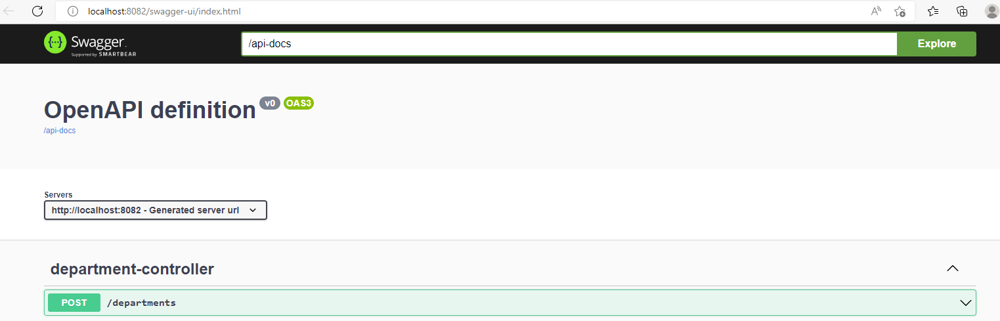 localhost:8082/swagger-ui/index.html
Swagger
Supported by SMARTBEAR
/api-docs
Explore
OpenAPI definition v0 OAS3
/api-docs
Servers
http://localhost:8082 - Generated server url
department-controller
POST /departments